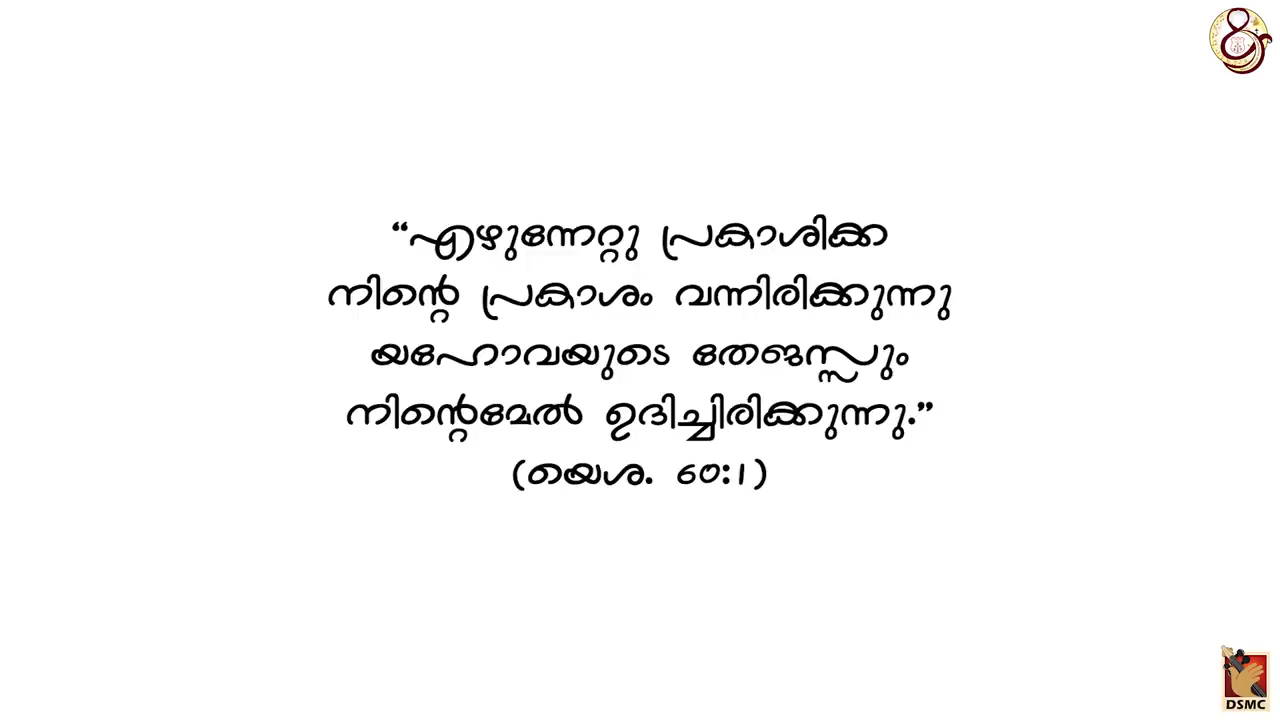 “എഴുന്നേറ്റു പ്രകാശിക്ക
നിന്റെ പ്രകാശം വന്നിരിക്കുന്നു
യഹോവയുടെ തേജസ്സും
നിന്റെമേൽ ഉദിച്ചിരിക്കുന്നു.”
(യെശ. 60:1)
DSMC